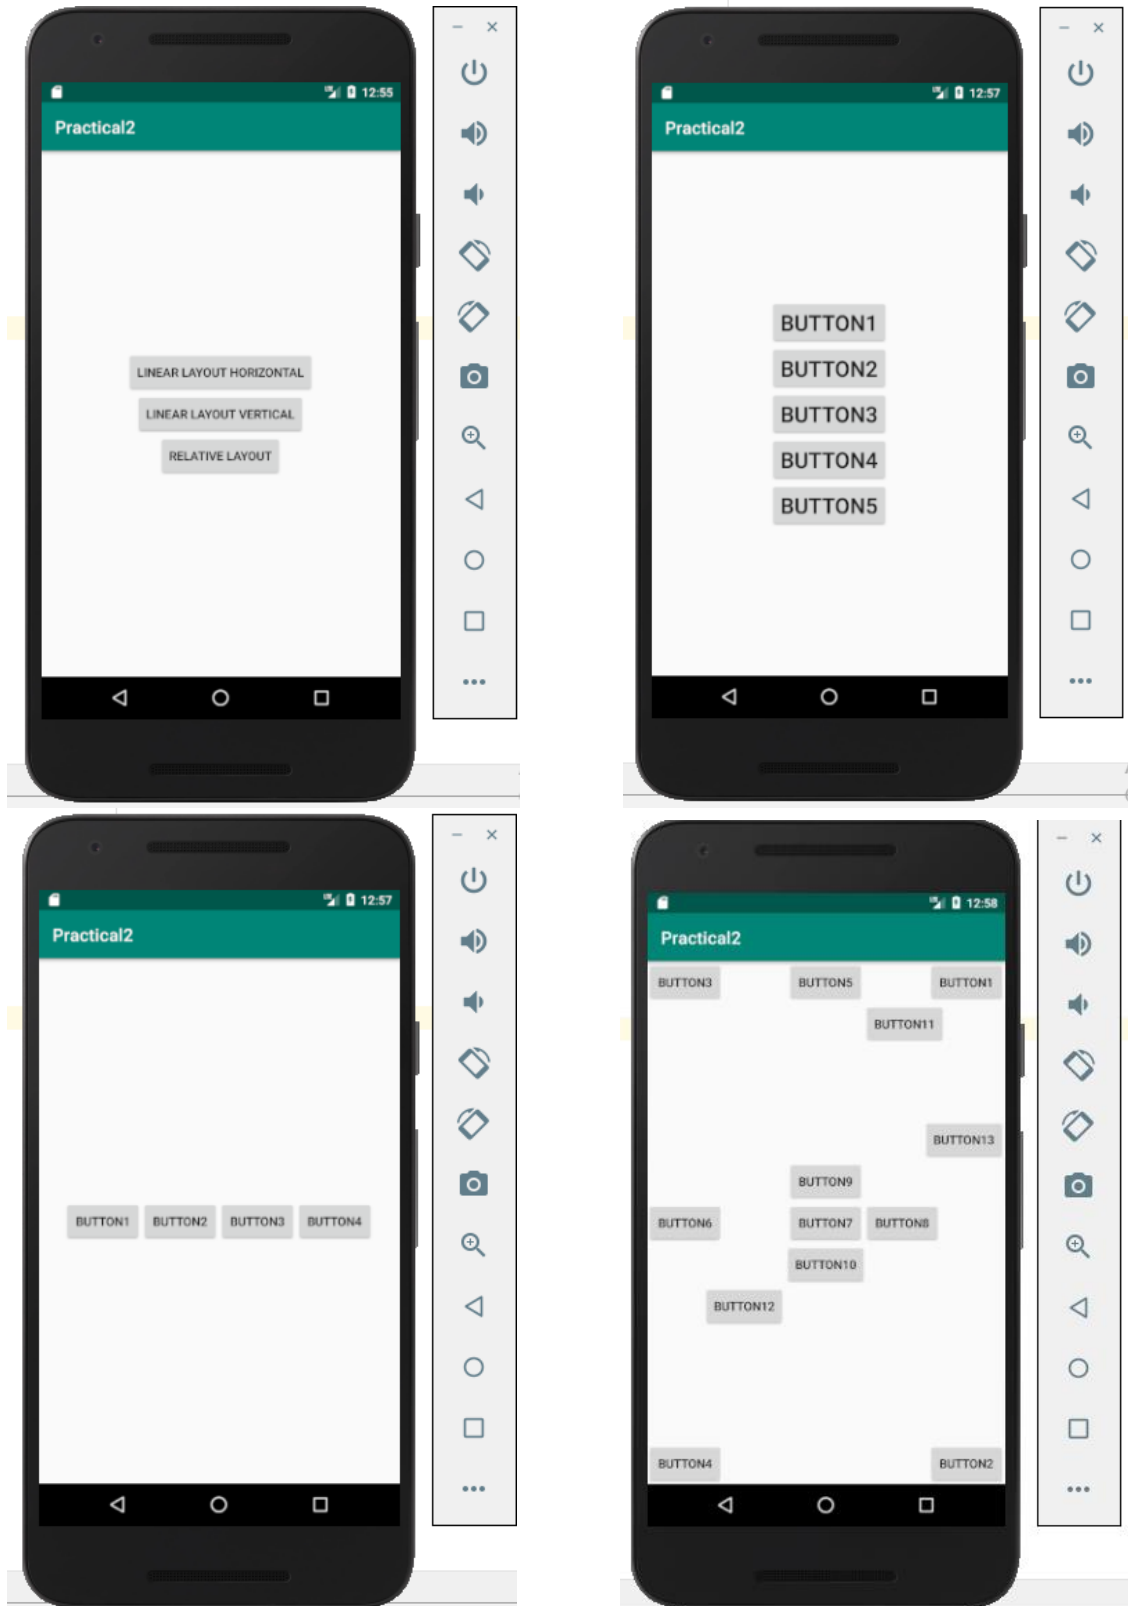 12:55
Practical2
LINEAR LAYOUT HORIZONTAL
LINEAR LAYOUT VERTICAL
RELATIVE LAYOUT
12:57
Practical2
BUTTON1
BUTTON2
BUTTON3
BUTTON4
BUTTON5
12:57
Practical2
BUTTON1 BUTTON2 BUTTON3 BUTTON4
12:58
Practical2
BUTTON3 BUTTON5 BUTTON1
BUTTON11
BUTTON13
BUTTON9
BUTTON6 BUTTON7 BUTTON8
BUTTON10
BUTTON12
BUTTON4 BUTTON2